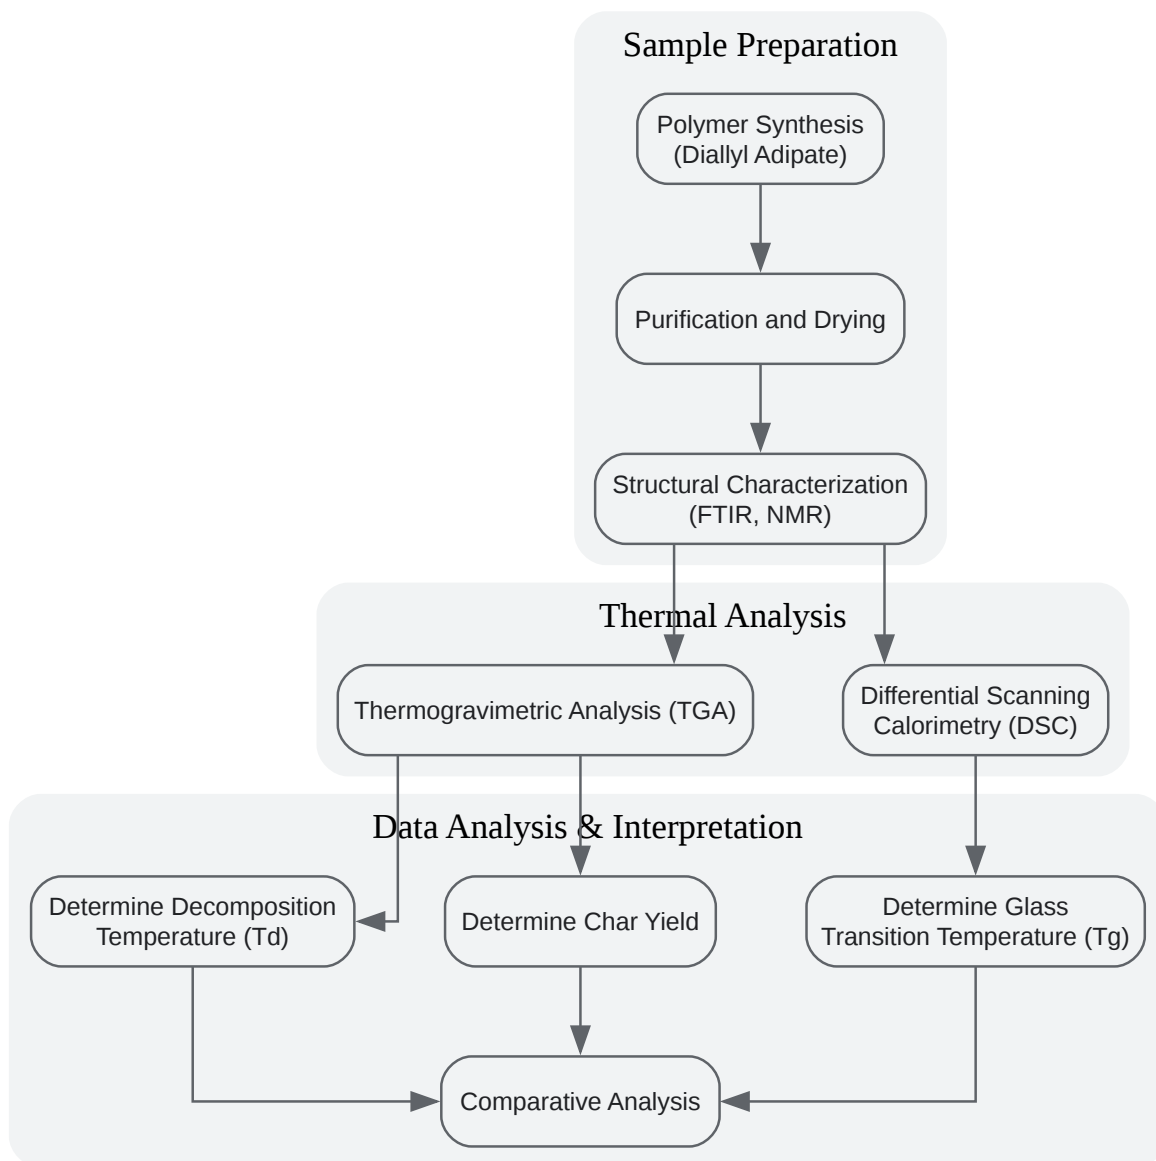 Sample Preparation
Polymer Synthesis
(Diallyl Adipate)
Purification and Drying
Structural Characterization
(FTIR, NMR)
Thermal Analysis
Thermogravimetric Analysis (TGA)
Differential Scanning
Calorimetry (DSC)
Data Analysis & Interpretation
Determine Decomposition
Temperature (Td)
Determine Char Yield
Determine Glass
Transition Temperature (Tg)
Comparative Analysis